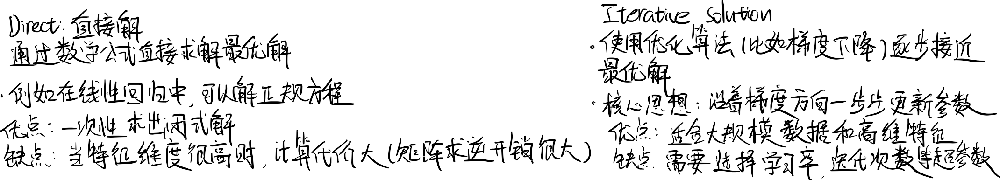 Direct: 直接解
通过数学公式直接求解最优解
· 例如在线性回归中, 可以解正规方程
优点: 一次性求出闭式解
缺点: 当特征维度很高时, 计算代价大 (矩阵求逆开销很大)
Iterative solution
· 使用优化算法 (比如梯度下降) 逐步接近
最优解
· 核心思想: 沿着梯度方向一步步更新参数
优点: 适合大规模数据和高维特征
缺点: 需要选择学习率, 迭代次数等超参数